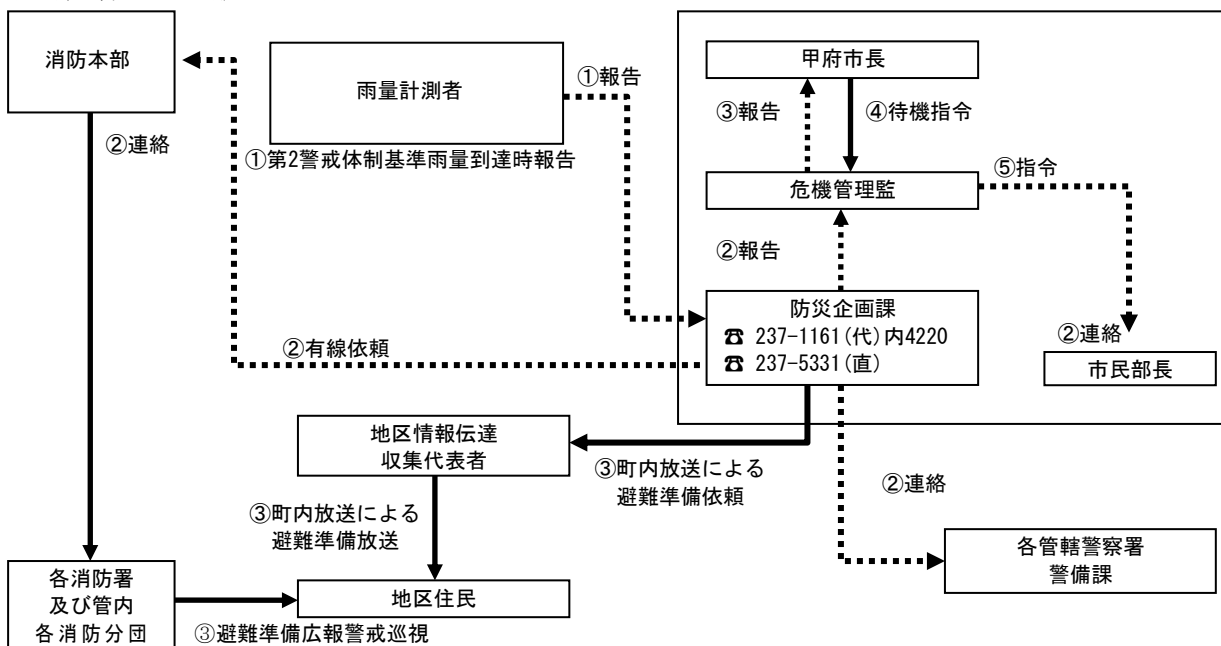 消防本部
雨量計測者
①報告
甲府市長
③報告
④待機指令
②連絡
①第2警戒体制基準雨量到達時報告
危機管理監
⑤指令
②報告
防災企画課
☎ 237-1161(代)内4220
☎ 237-5331(直)
②連絡
市民部長
②有線依頼
地区情報伝達
収集代表者
③町内放送による
避難準備依頼
②連絡
③町内放送による
避難準備放送
各管轄警察署
警備課
各消防署
及び管内
各消防分団
地区住民
③避難準備広報警戒巡視